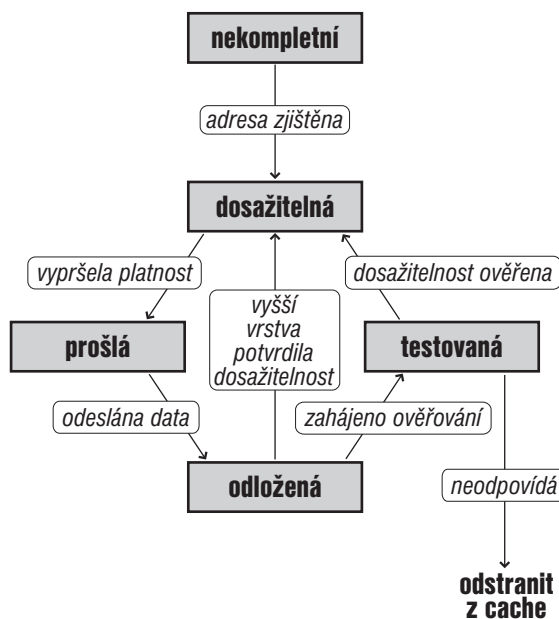 nekompletní
adresa zjištěna
dosažitelná
vypršela platnost
dosažitelnost ověřena
vyšší
vrstva
potvrdila
dosažitelnost
prošlá
testovaná
odeslána data
zahájeno ověřování
odložená
neodpovídá
odstranit
z cache